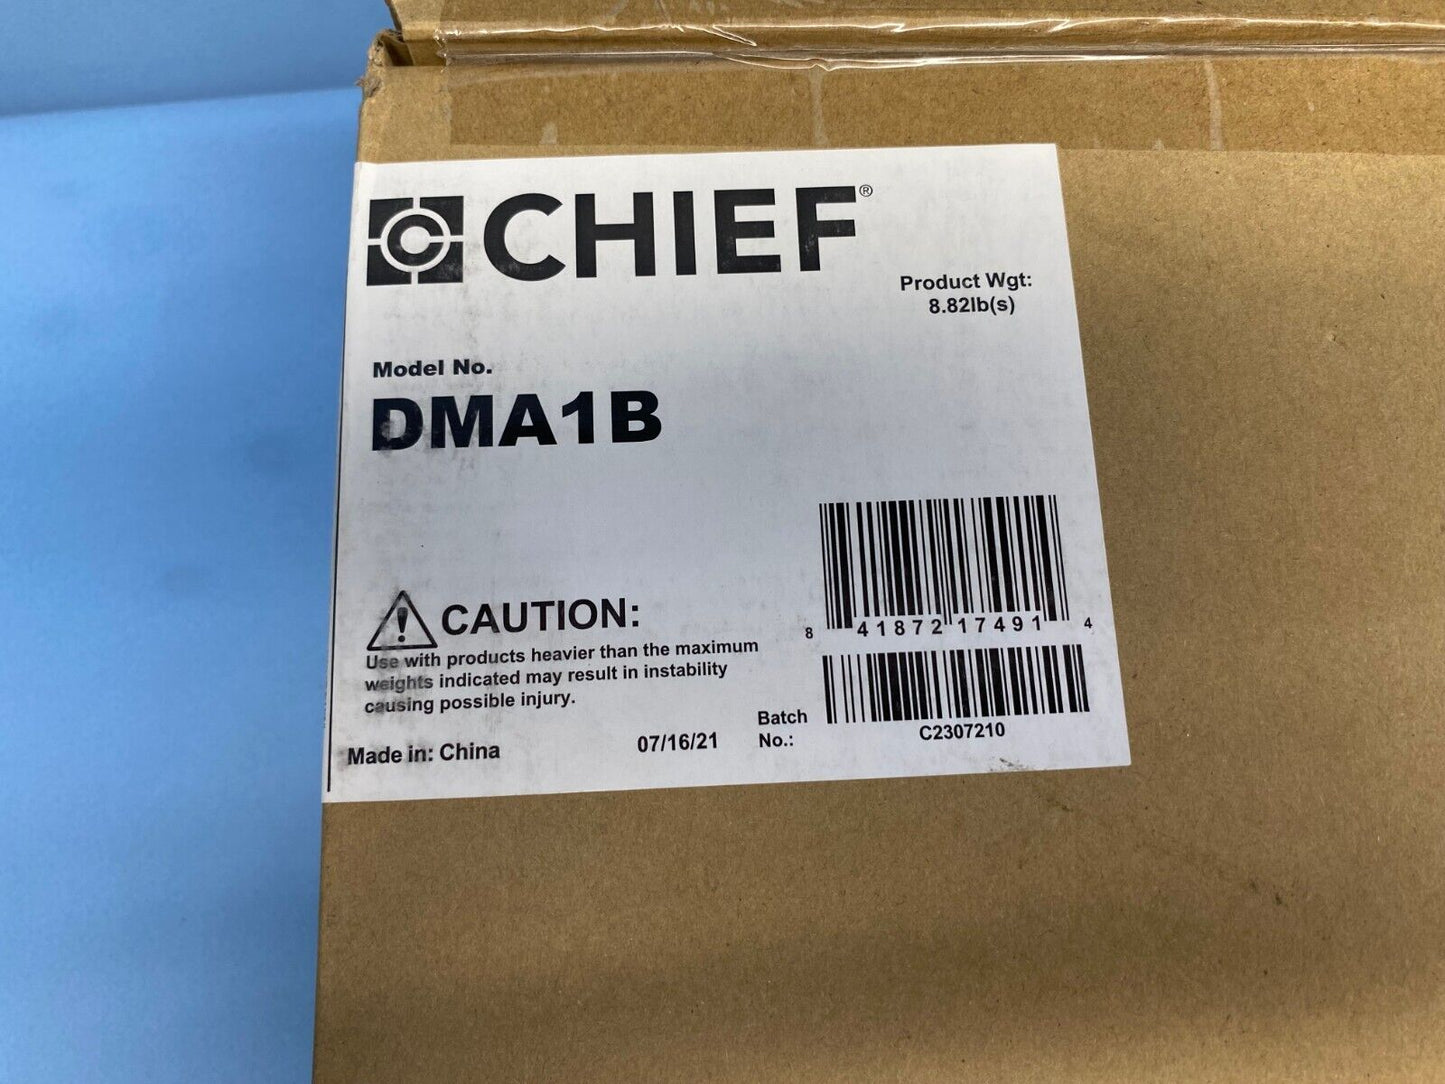 CHIEF®
Product Wgt:
8.82lb(s)
Model No.
DMA1B
CAUTION:
Use with products heavier than the maximum
weights indicated may result in instability
causing possible injury.
8 41872 17491 4
Batch
No.:
C2307210
Made in: China
07/16/21